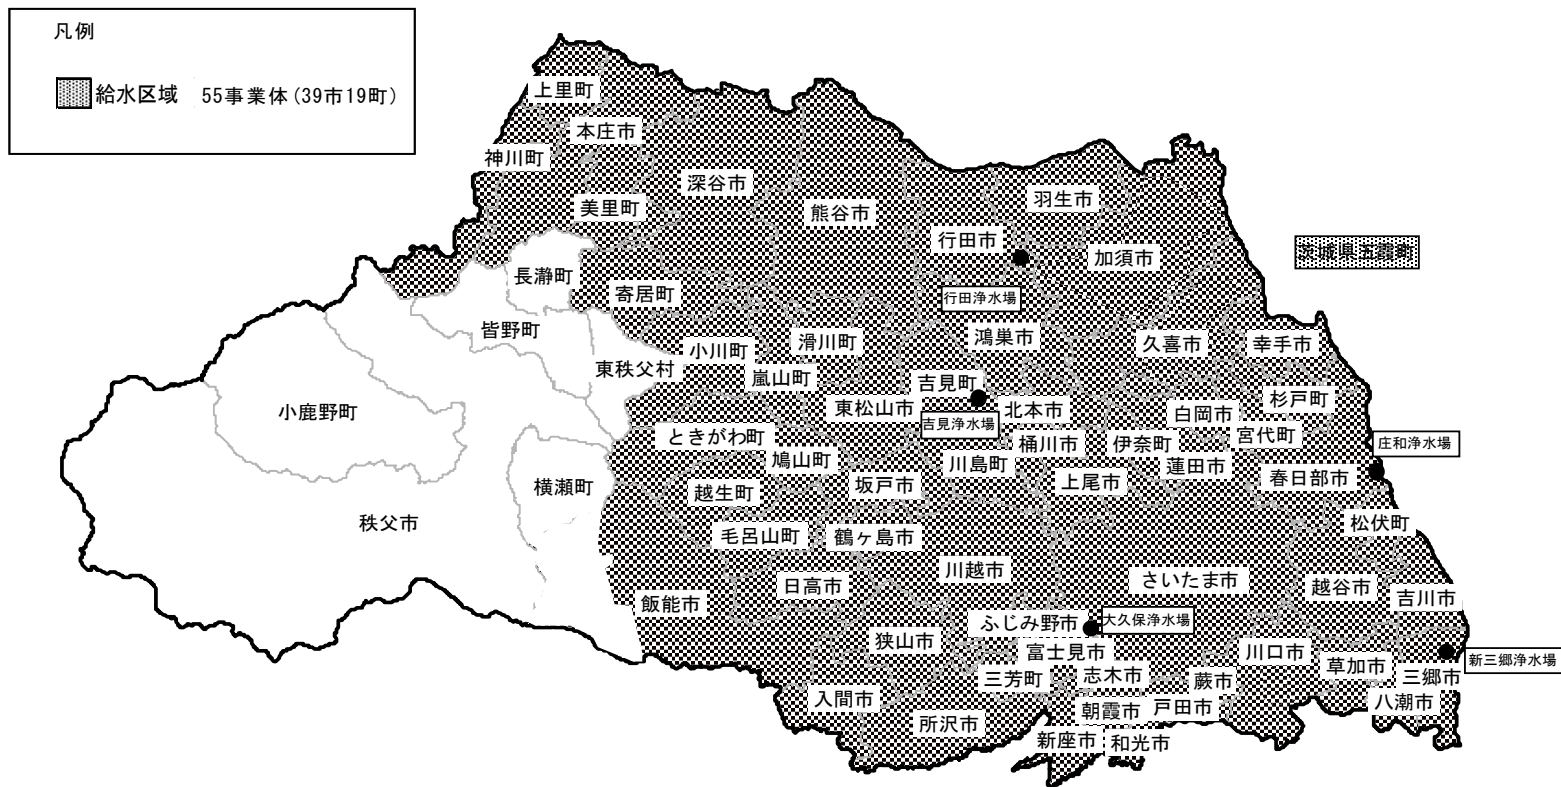 凡例
給水区域 55事業体(39市19町)
上里町
本庄市
神川町
深谷市
美里町
熊谷市
羽生市
行田市
加須市
長瀞町
寄居町
行田浄水場
皆野町
鴻巣市
滑川町
久喜市
幸手市
小川町
東秩父村
嵐山町
吉見町
杉戸町
小鹿野町
東松山市
北本市
白岡市
吉見浄水場
ときがわ町
宮代町
桶川市
伊奈町
庄和浄水場
鳩山町
川島町
蓮田市
横瀬町
越生町
坂戸市
上尾市
春日部市
秩父市
松伏町
毛呂山町
鶴ヶ島市
川越市
さいたま市
日高市
越谷市
吉川市
飯能市
ふじみ野市
大久保浄水場
狭山市
富士見市
川口市
新三郷浄水場
草加市
三芳町
志木市
蕨市
三郷市
入間市
八潮市
朝霞市
戸田市
所沢市
新座市
和光市